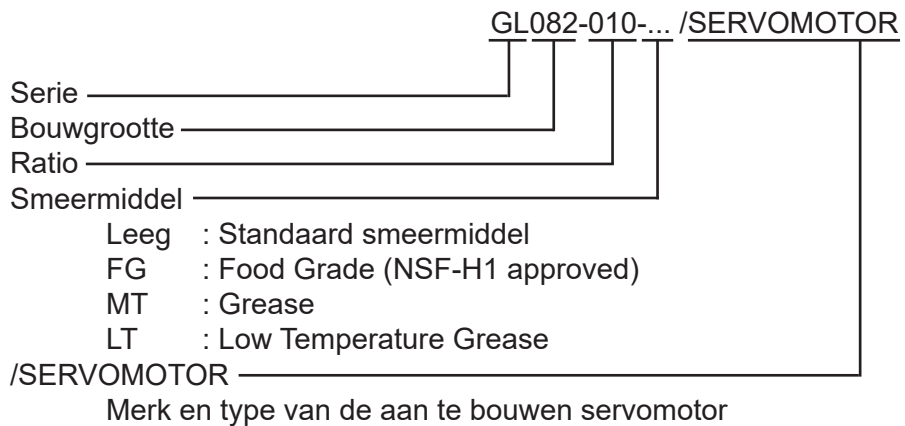 GL082-010-... /SERVOMOTOR
Serie
Bouwgrootte
Ratio
Smeermiddel
Leeg : Standaard smeermiddel
FG : Food Grade (NSF-H1 approved)
MT : Grease
LT : Low Temperature Grease
/SERVOMOTOR
Merk en type van de aan te bouwen servomotor